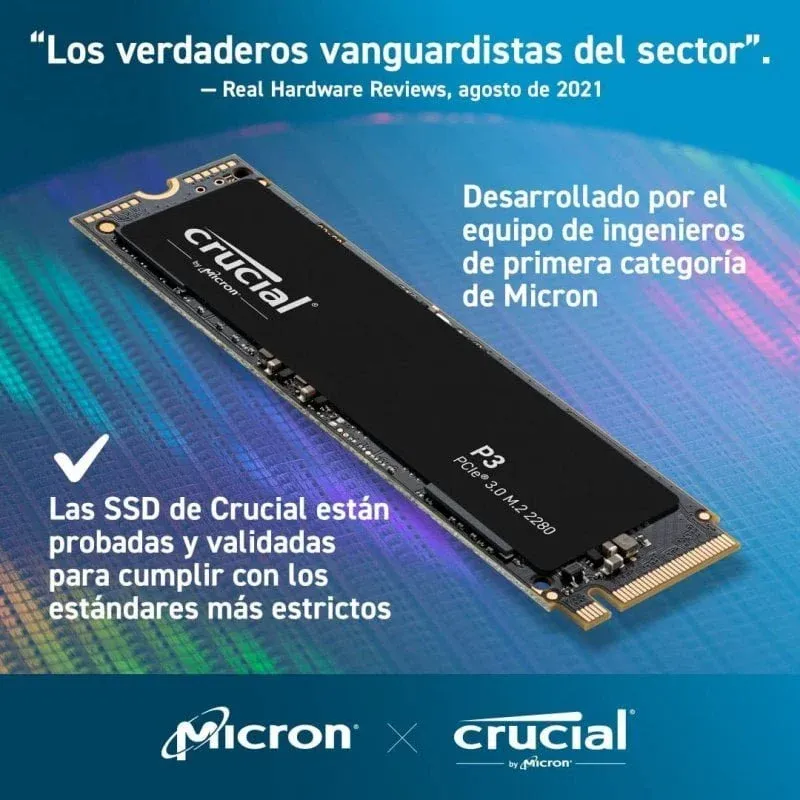 “Los verdaderos vanguardistas del sector”.
— Real Hardware Reviews, agosto de 2021
Desarrollado por el
equipo de ingenieros
de primera categoría
de Micron
crucial®
by Micron®
P3
PCIe® 3.0 M.2 2280
Las SSD de Crucial están
probadas y validadas
para cumplir con los
estándares más estrictos
Micron® × crucial®
by Micron®